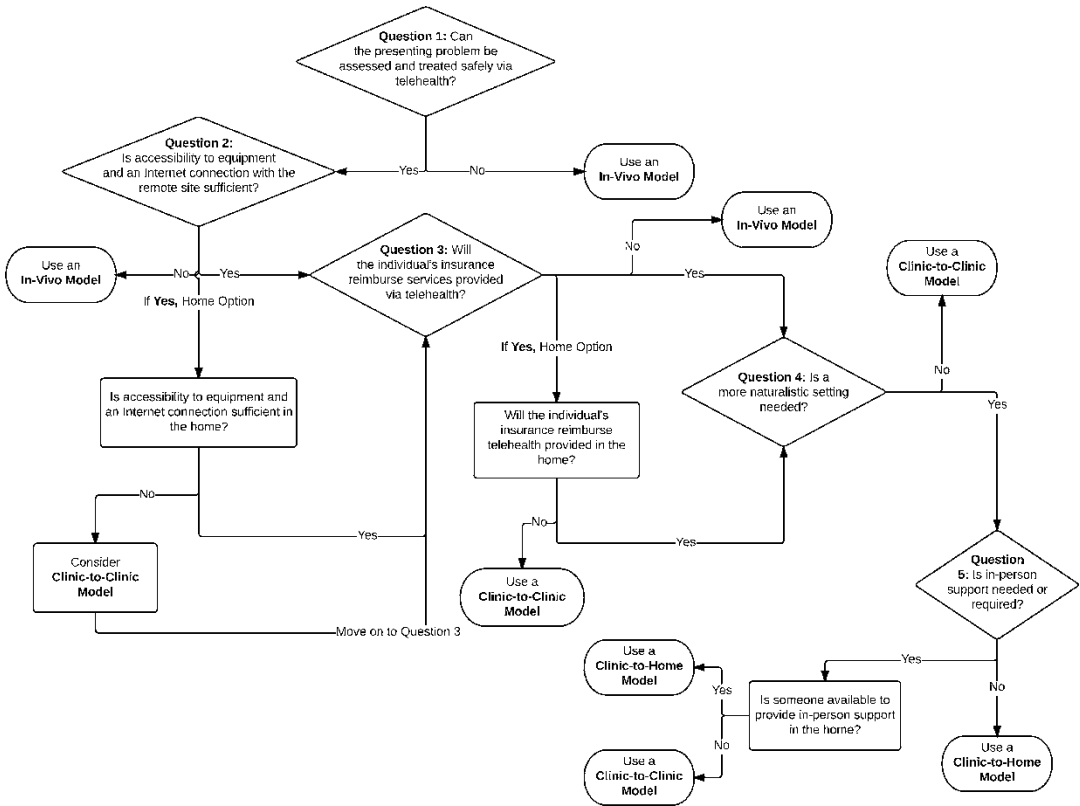 Question 1: Can
the presenting problem be
assessed and treated safely via
telehealth?
Question 2:
Is accessibility to equipment
and an Internet connection with the
remote site sufficient?
Yes
No
Use an
In-Vivo Model
Use an
In-Vivo Model
No
Yes
Question 3: Will
the individual's insurance
reimburse services provided
via telehealth?
No
Use an
In-Vivo Model
Yes
Use a
Clinic-to-Clinic
Model
If Yes, Home Option
If Yes, Home Option
Question 4: Is a
more naturalistic setting
needed?
No
Yes
Is accessibility to equipment and
an Internet connection sufficient in
the home?
Will the individual's
insurance reimburse
telehealth provided in the
home?
No
Yes
No
Yes
Consider
Clinic-to-Clinic
Model
Use a
Clinic-to-Clinic
Model
Move on to Question 3
Question
5: Is in-person
support needed or
required?
Yes
No
Use a
Clinic-to-Home
Model
Yes
Is someone available to
provide in-person support
in the home?
No
Use a
Clinic-to-Clinic
Model
Use a
Clinic-to-Home
Model